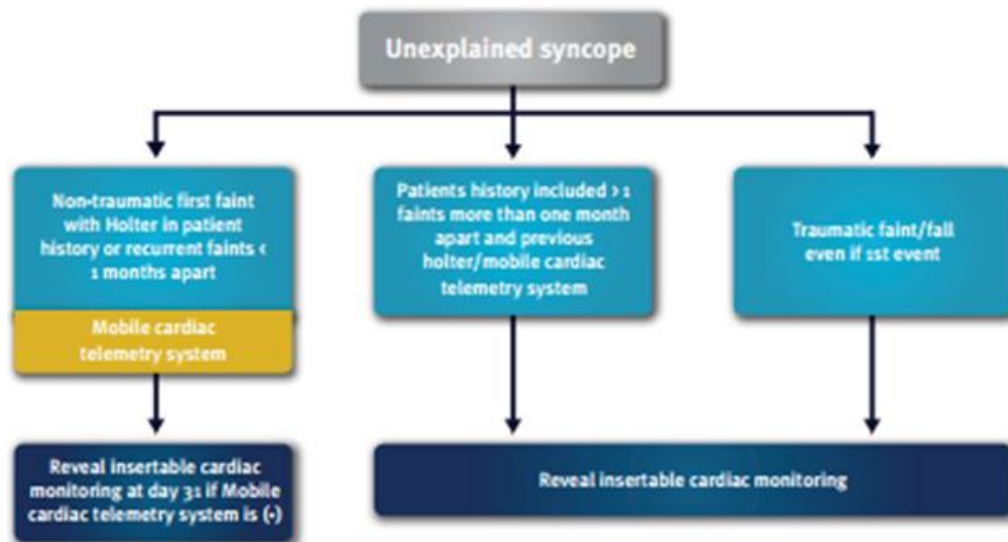 Unexplained syncope
Non-traumatic first faint
with Holter in patient
history or recurrent faints <
1 months apart
Mobile cardiac
telemetry system
Patients history included > 1
faints more than one month
apart and previous
holter/mobile cardiac
telemetry system
Traumatic faint/fall
even if 1st event
Reveal insertable cardiac
monitoring at day 31 if Mobile
cardiac telemetry system is (-)
Reveal insertable cardiac monitoring